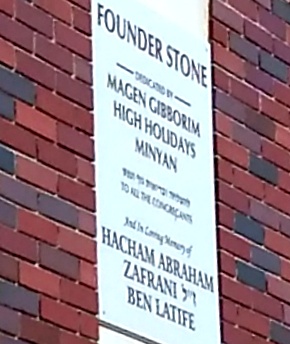 FOUNDER STONE
DEDICATED BY
MAGEN GIBBORIM
HIGH HOLIDAYS
MINYAN
TO ALL THE CONGREGANTS
And In Loving Memory of
HACHAM ABRAHAM
ZAFRANI ז״ל
BEN LATIFE